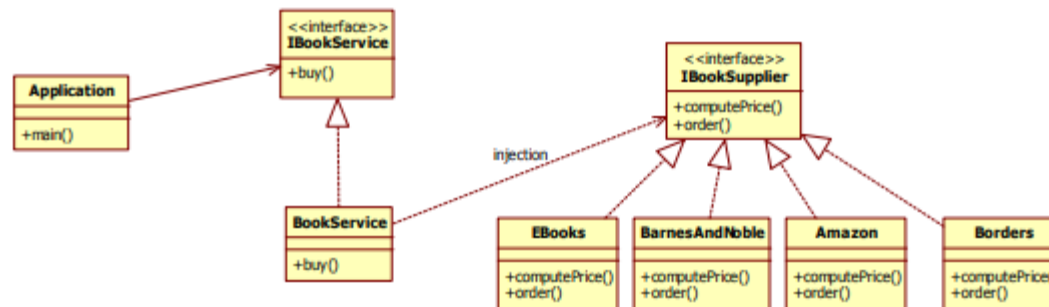 <<interface>>
IBookService
+buy()
Application
+main()
<<interface>>
IBookSupplier
+computePrice()
+order()
injection
BookService
+buy()
EBooks
+computePrice()
+order()
BarnesAndNoble
+computePrice()
+order()
Amazon
+computePrice()
+order()
Borders
+computePrice
+order()